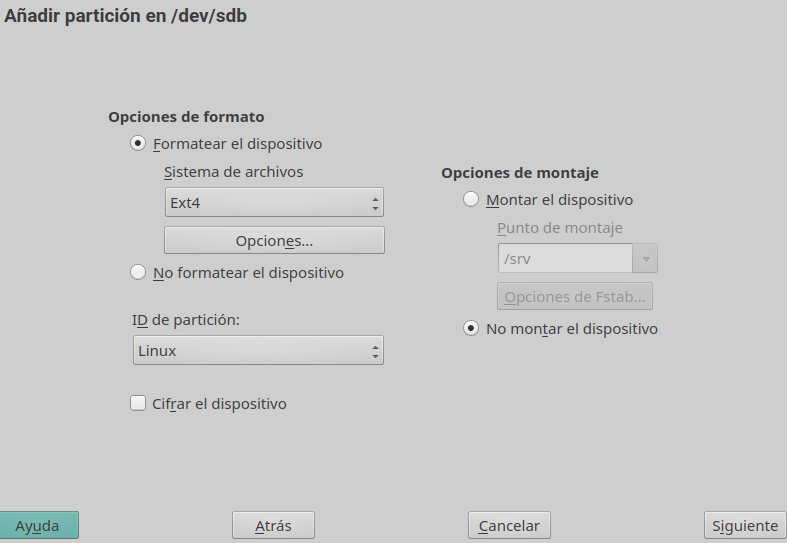 Añadir partición en /dev/sdb
Opciones de formato
Formatear el dispositivo
Sistema de archivos
Ext4
Opciones...
No formatear el dispositivo
ID de partición:
Linux
Cifrar el dispositivo
Opciones de montaje
Montar el dispositivo
Punto de montaje
/srv
Opciones de Fstab...
No montar el dispositivo
Ayuda
Atrás
Cancelar
Siguiente